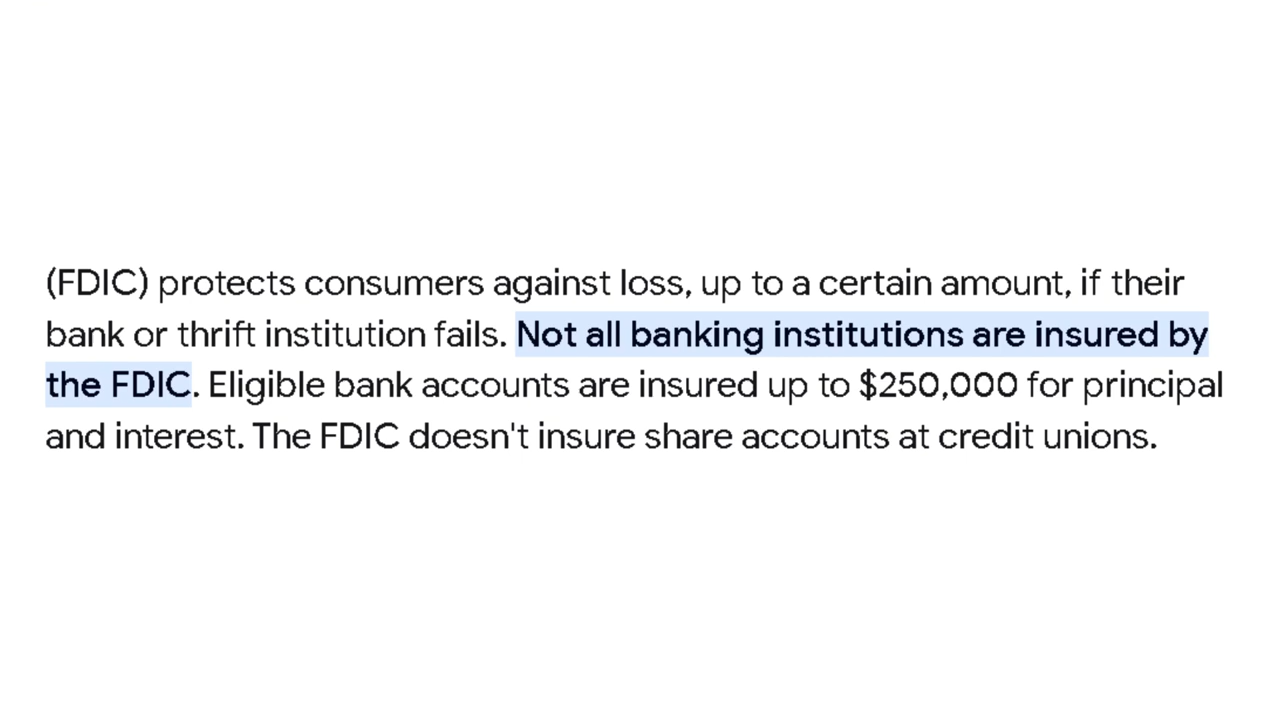 (FDIC) protects consumers against loss, up to a certain amount, if their
bank or thrift institution fails. Not all banking institutions are insured by
the FDIC. Eligible bank accounts are insured up to $250,000 for principal
and interest. The FDIC doesn't insure share accounts at credit unions.